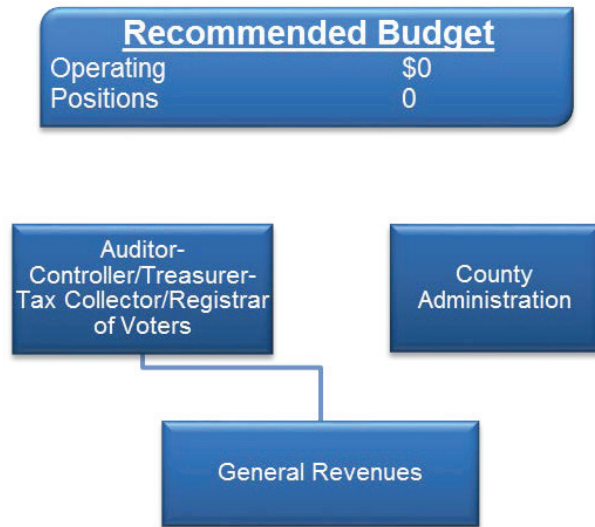 Recommended Budget
Operating $0
Positions 0
Auditor-
Controller/Treasurer-
Tax Collector/Registrar
of Voters
County
Administration
General Revenues